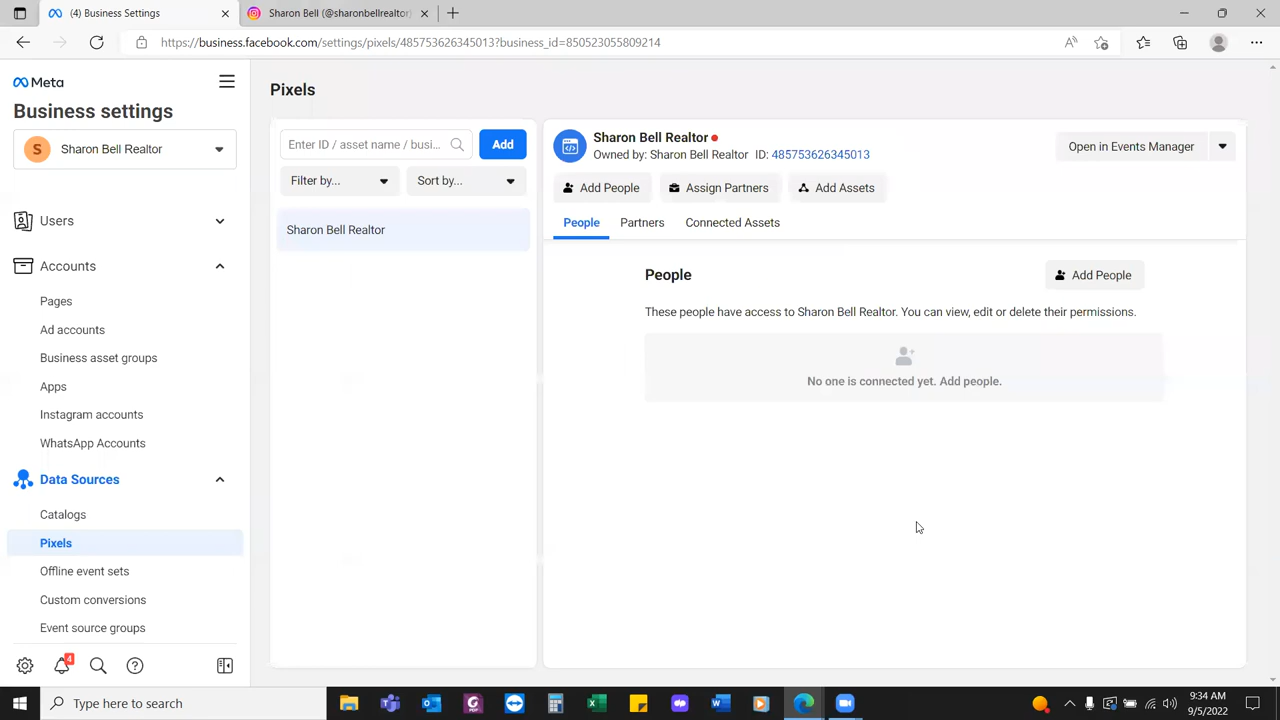 (4) Business Settings
Sharon Bell (@sharonbellrealtor)
https://business.facebook.com/settings/pixels/485753626345013?business_id=850523055809214
Meta
Business settings
S Sharon Bell Realtor
Users
Accounts
Pages
Ad accounts
Business asset groups
Apps
Instagram accounts
WhatsApp Accounts
Data Sources
Catalogs
Pixels
Offline event sets
Custom conversions
Event source groups
4
Pixels
Enter ID / asset name / busi...
Add
Filter by...
Sort by...
Sharon Bell Realtor
Sharon Bell Realtor
Owned by: Sharon Bell Realtor ID: 485753626345013
Open in Events Manager
Add People
Assign Partners
Add Assets
People
Partners
Connected Assets
People
Add People
These people have access to Sharon Bell Realtor. You can view, edit or delete their permissions.
No one is connected yet. Add people.
Type here to search
9:34 AM
9/5/2022